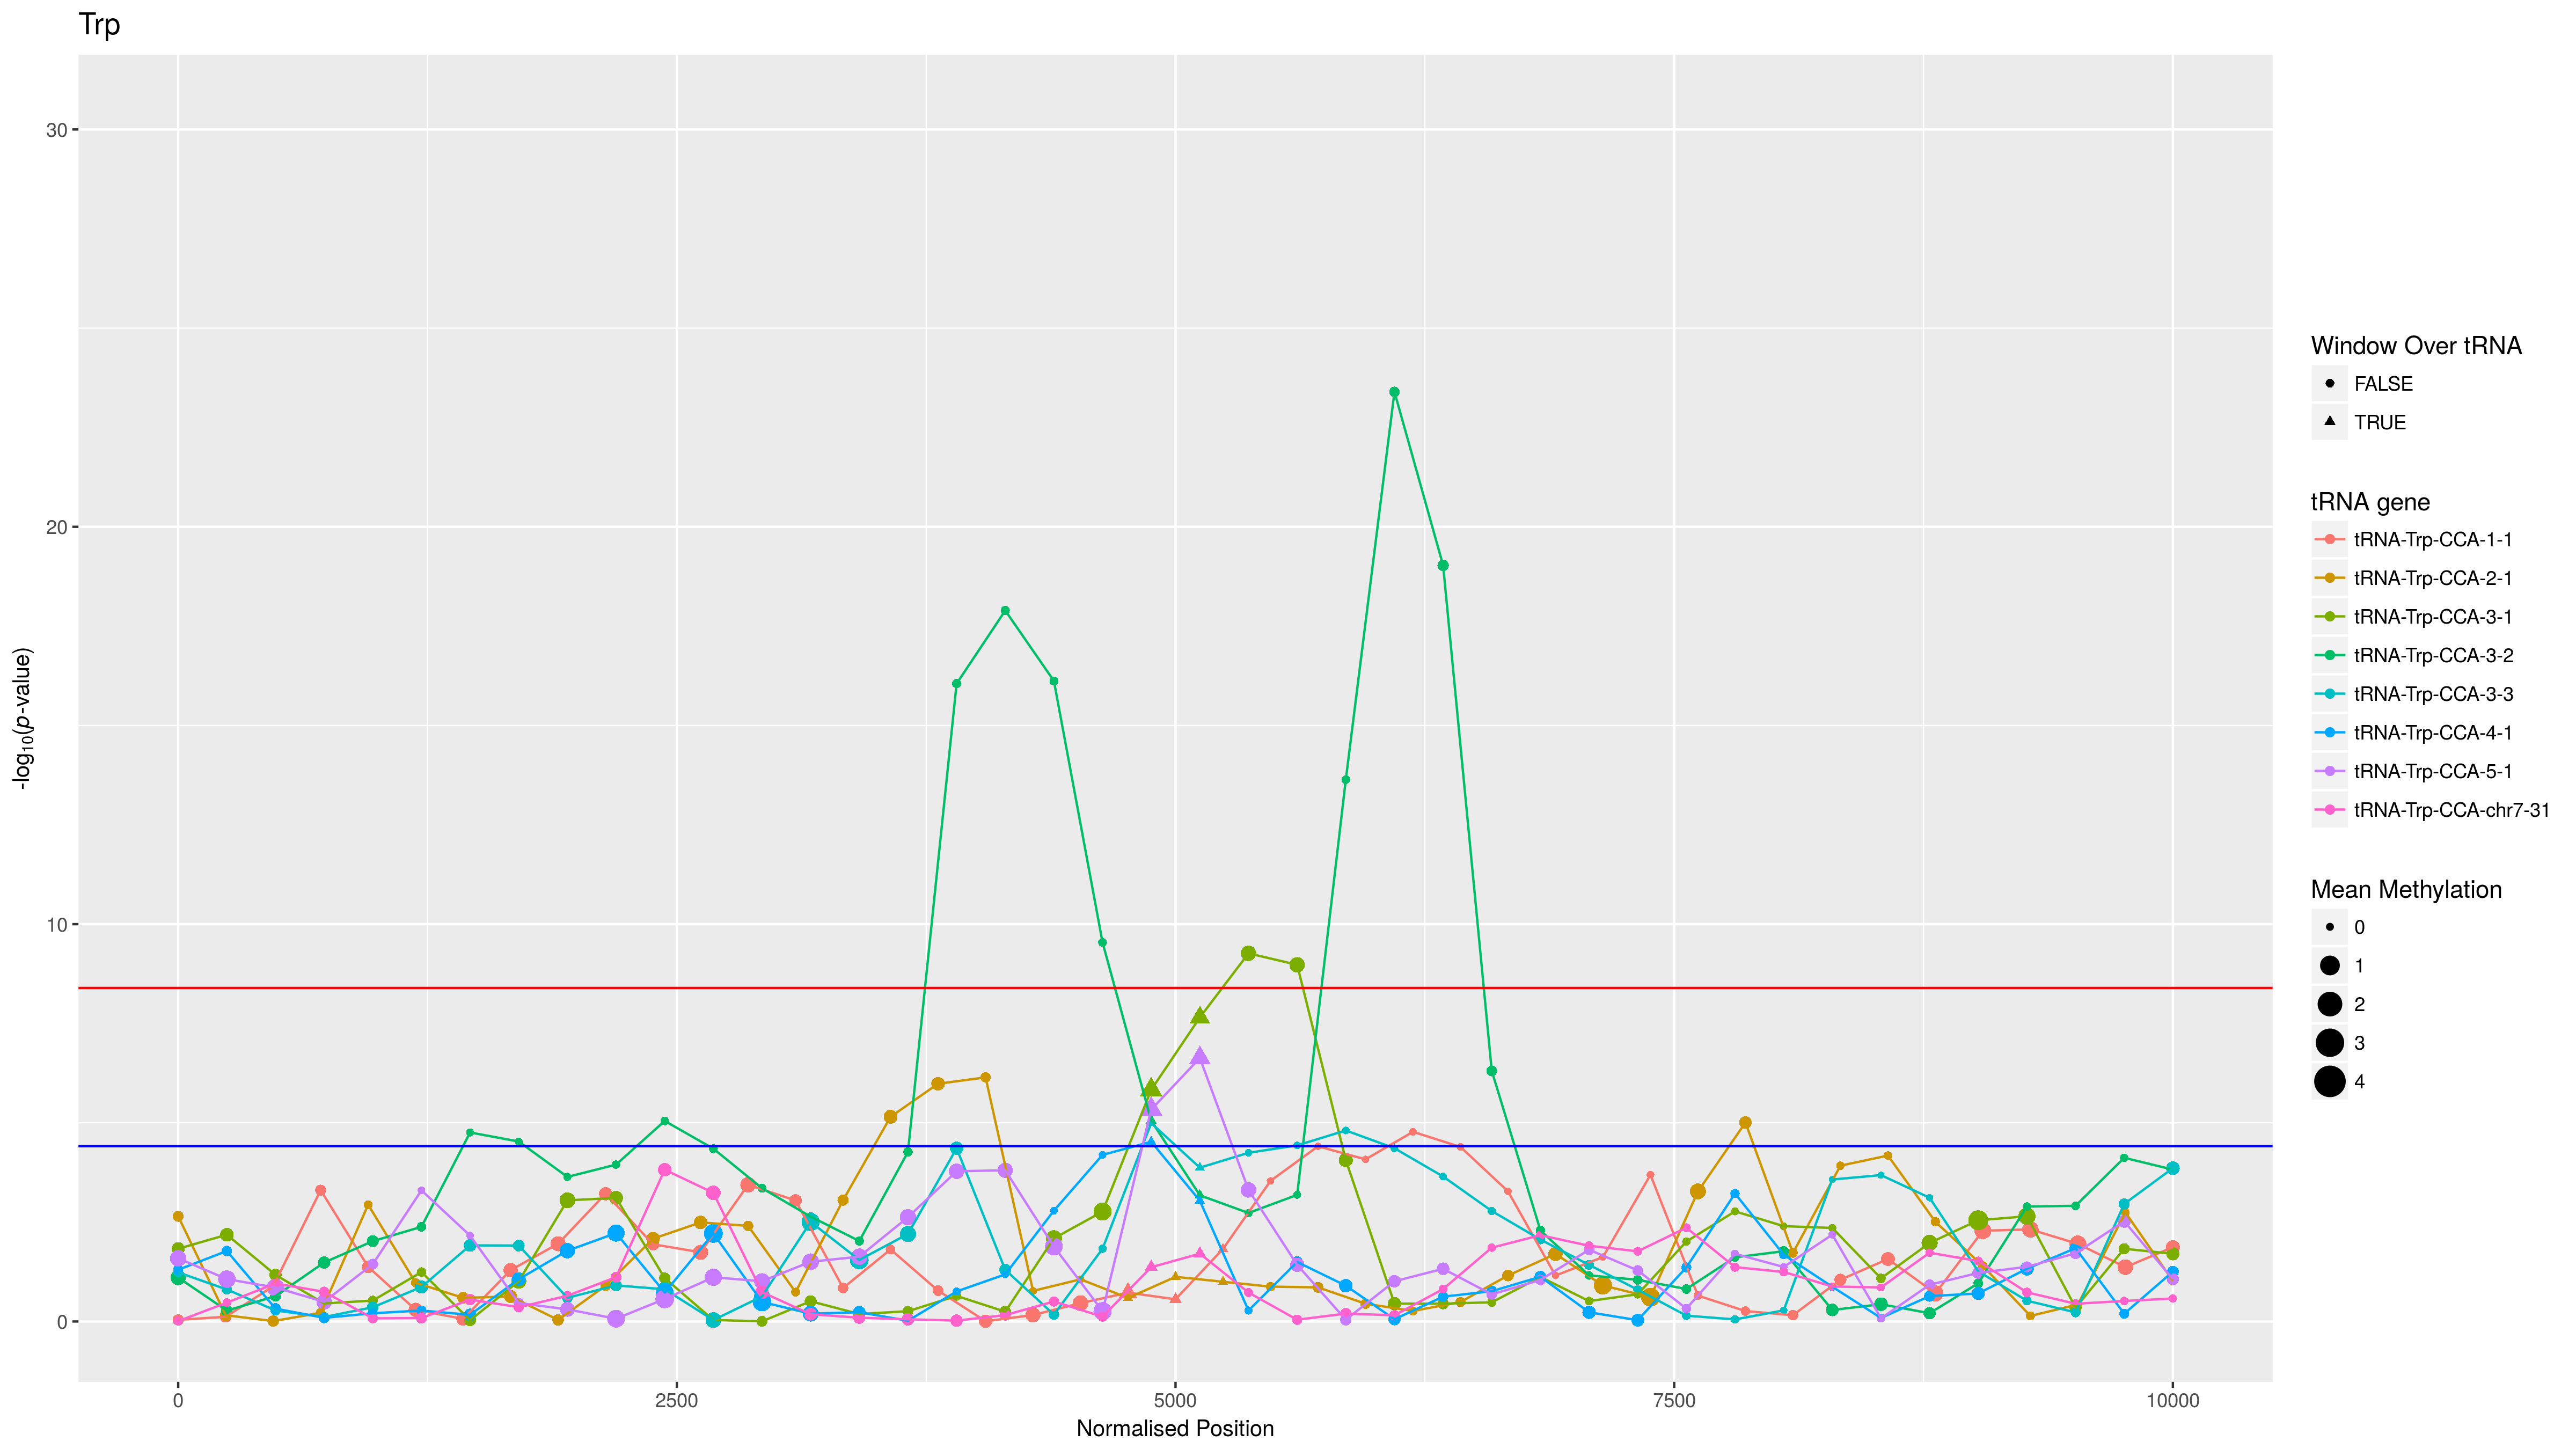 Trp
30
20
10
0
-log10(p-value)
0
2500
5000
7500
10000
Normalised Position
Window Over tRNA
FALSE
TRUE
tRNA gene
tRNA-Trp-CCA-1-1
tRNA-Trp-CCA-2-1
tRNA-Trp-CCA-3-1
tRNA-Trp-CCA-3-2
tRNA-Trp-CCA-3-3
tRNA-Trp-CCA-4-1
tRNA-Trp-CCA-5-1
tRNA-Trp-CCA-chr7-31
Mean Methylation
0
1
2
3
4